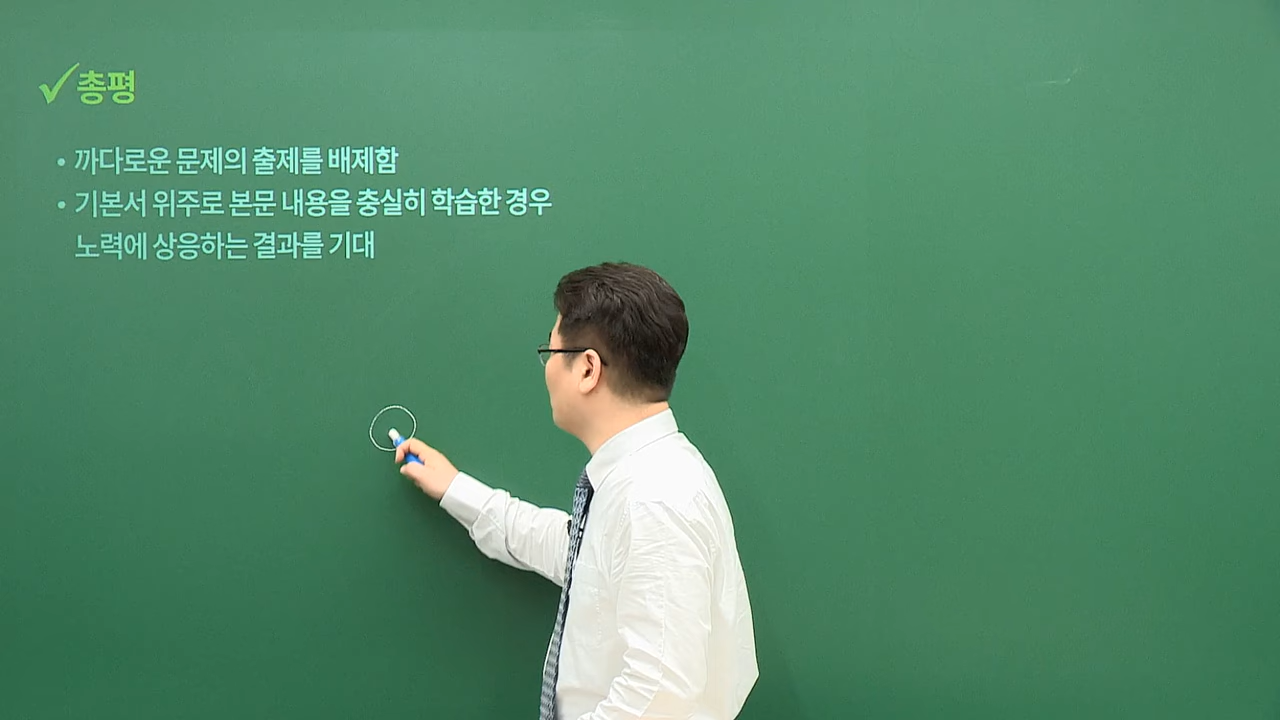 ✓총평
• 까다로운 문제의 출제를 배제함
• 기본서 위주로 본문 내용을 충실히 학습한 경우
노력에 상응하는 결과를 기대